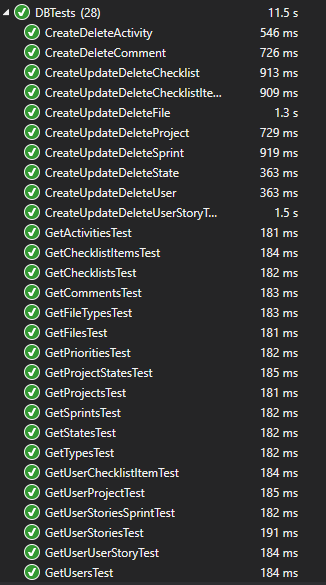 DBTests (28) 11.5 s
CreateDeleteActivity 546 ms
CreateDeleteComment 726 ms
CreateUpdateDeleteChecklist 913 ms
CreateUpdateDeleteChecklistIte... 909 ms
CreateUpdateDeleteFile 1.3 s
CreateUpdateDeleteProject 729 ms
CreateUpdateDeleteSprint 919 ms
CreateUpdateDeleteState 363 ms
CreateUpdateDeleteUser 363 ms
CreateUpdateDeleteUserStoryT... 1.5 s
GetActivitiesTest 181 ms
GetChecklistItemsTest 184 ms
GetChecklistsTest 182 ms
GetCommentsTest 183 ms
GetFileTypesTest 183 ms
GetFilesTest 181 ms
GetPrioritiesTest 182 ms
GetProjectStatesTest 185 ms
GetProjectsTest 181 ms
GetSprintsTest 182 ms
GetStatesTest 182 ms
GetTypesTest 182 ms
GetUserChecklistItemTest 184 ms
GetUserProjectTest 185 ms
GetUserStoriesSprintTest 182 ms
GetUserStoriesTest 191 ms
GetUserUserStoryTest 184 ms
GetUsersTest 184 ms